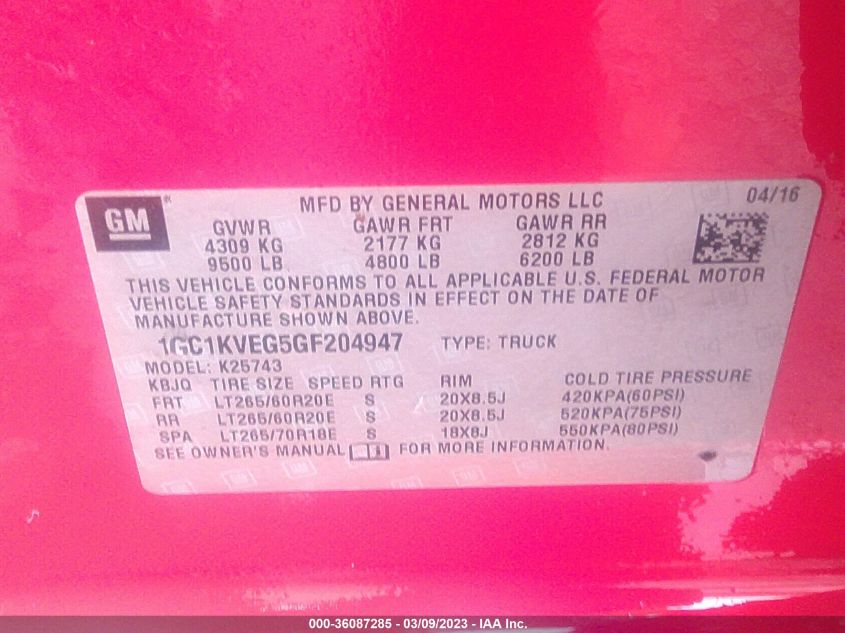 GM®
MFD BY GENERAL MOTORS LLC 04/16
GVWR GAWR FRT GAWR RR
4309 KG 2177 KG 2812 KG
9500 LB 4800 LB 6200 LB
THIS VEHICLE CONFORMS TO ALL APPLICABLE U.S. FEDERAL MOTOR
VEHICLE SAFETY STANDARDS IN EFFECT ON THE DATE OF
MANUFACTURE SHOWN ABOVE.
1GC1KVEG5GF204947 TYPE: TRUCK
MODEL: K25743
KBJQ TIRE SIZE SPEED RTG RIM COLD TIRE PRESSURE
FRT LT265/60R20E S 20X8.5J 420KPA(60PSI)
RR LT265/60R20E S 20X8.5J 520KPA(75PSI)
SPA LT265/70R18E S 18X8J 550KPA(80PSI)
SEE OWNER'S MANUAL FOR MORE INFORMATION.
000-36087285 - 03/09/2023 - IAA Inc.